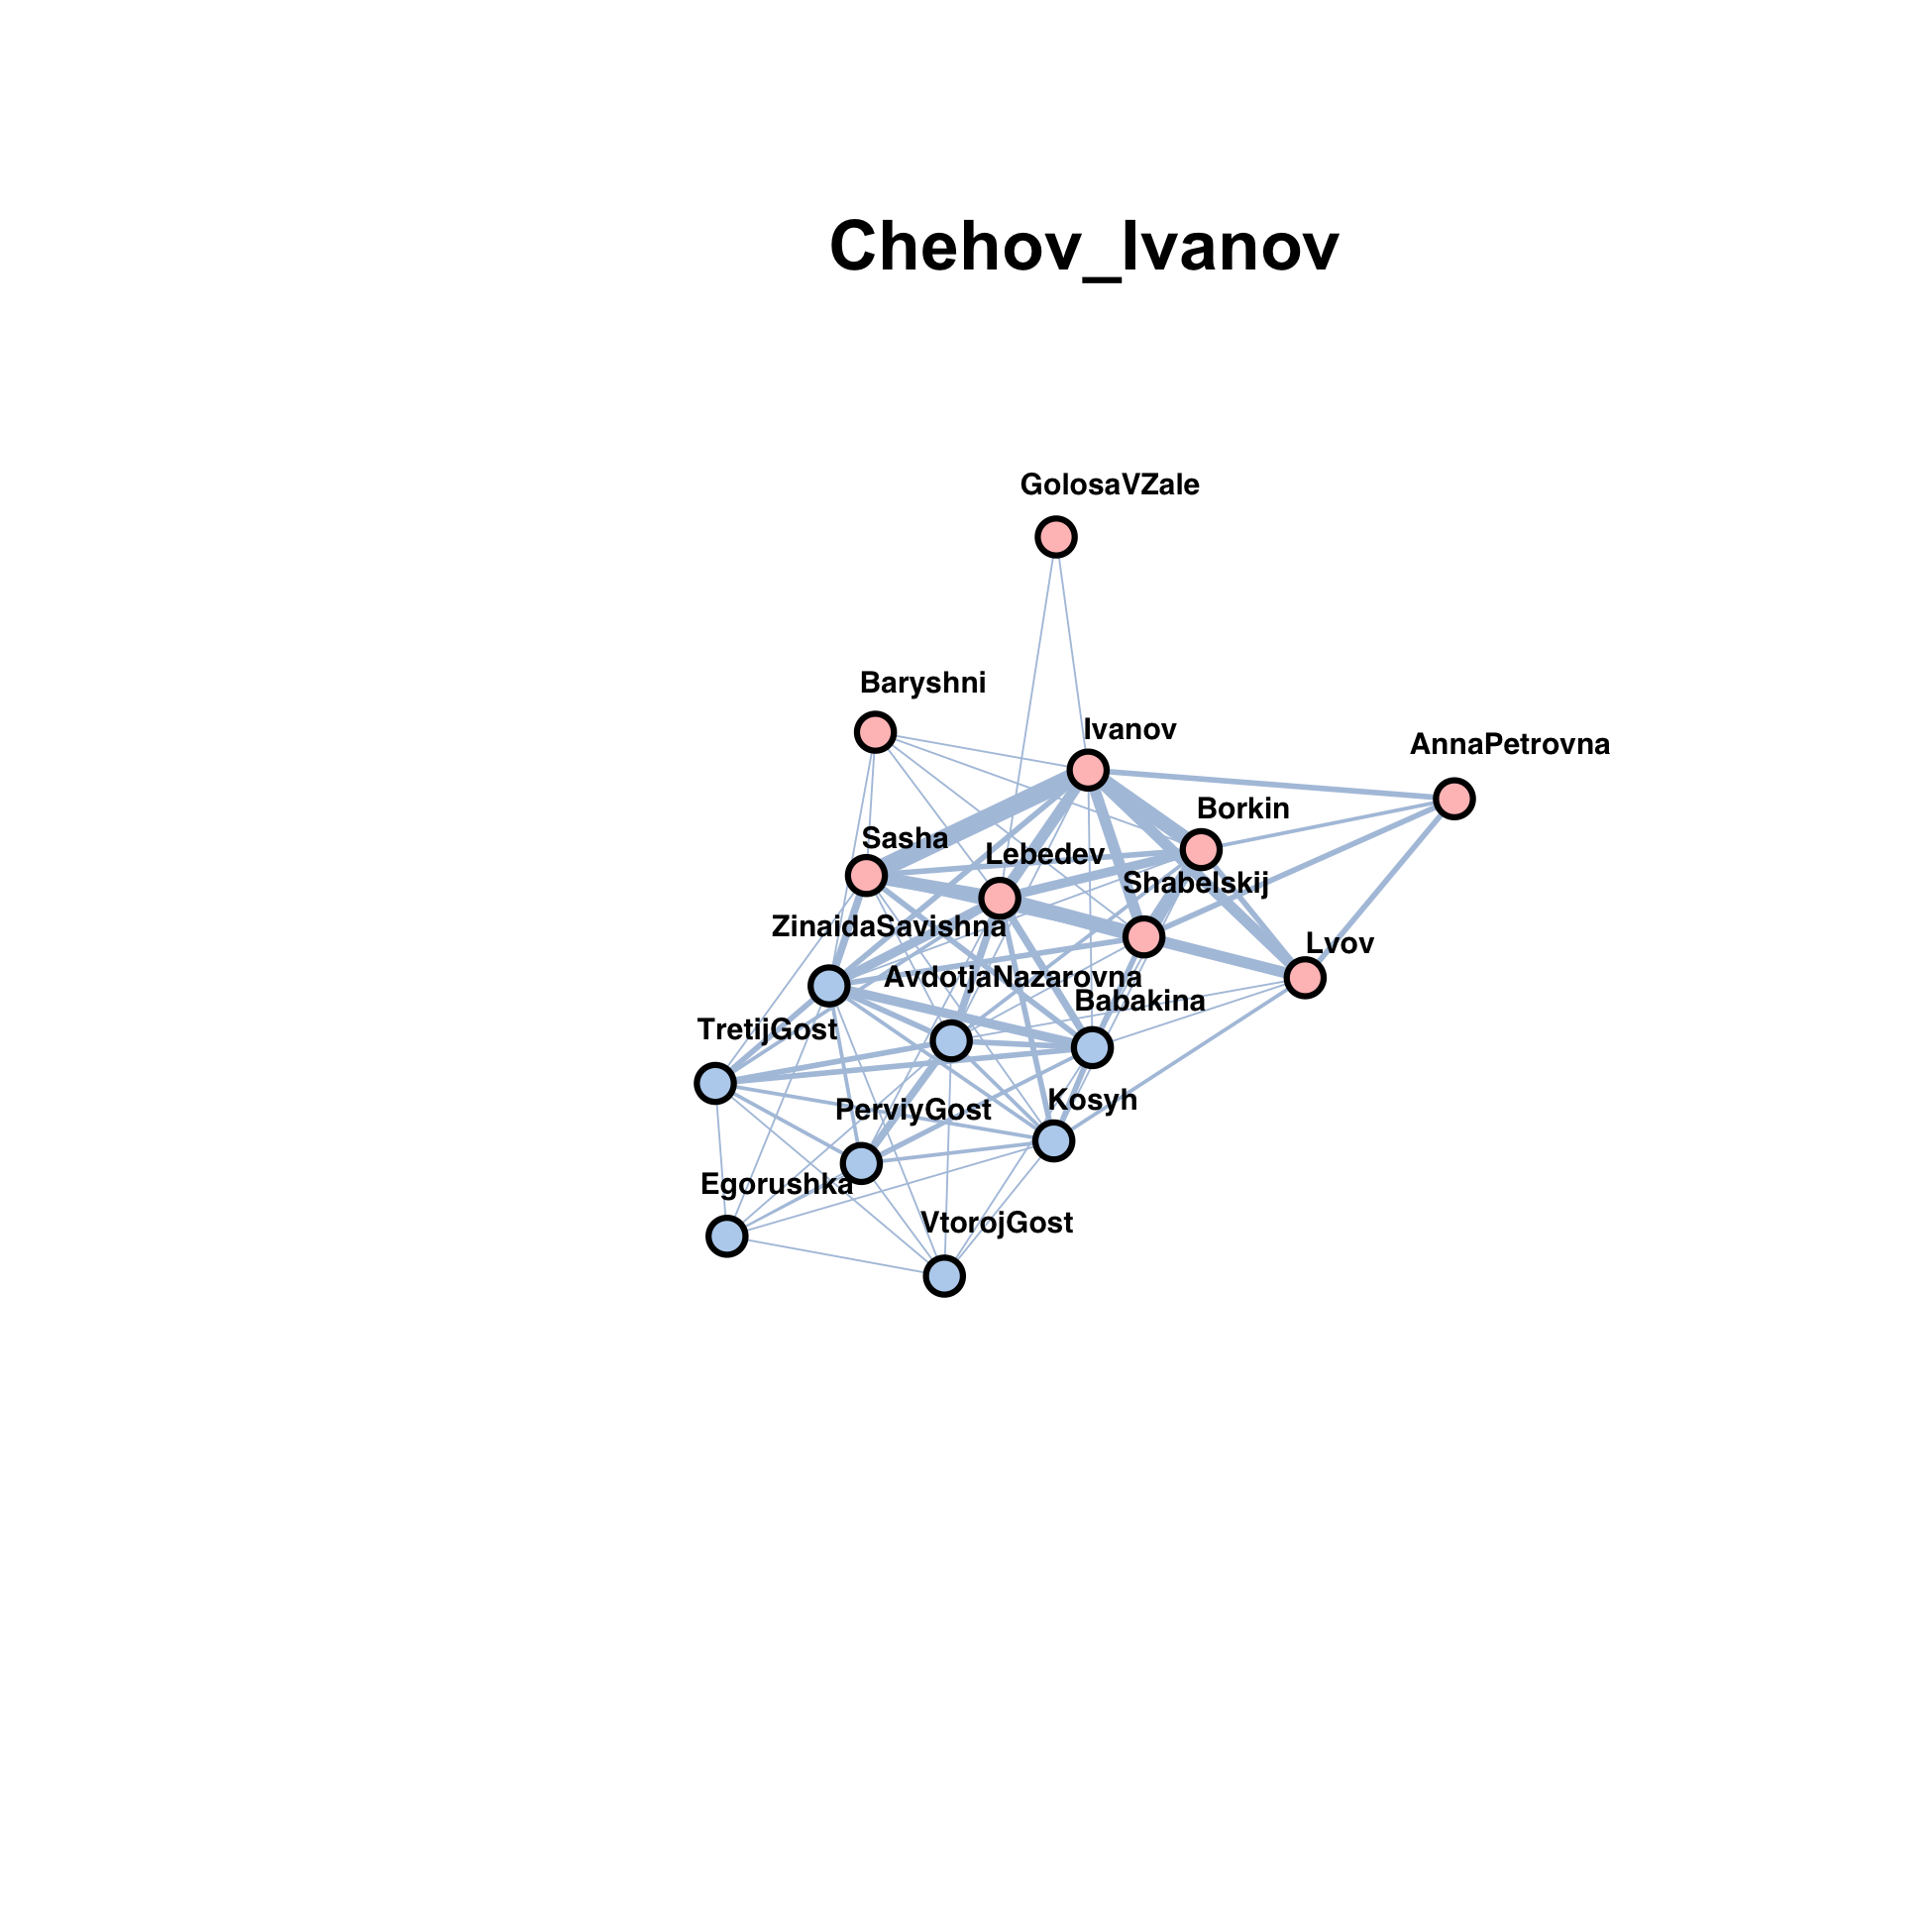 Chehov_Ivanov
GolosaVZale
Baryshni
Ivanov
AnnaPetrovna
Borkin
Sasha
Lebedev
Shabelskij
ZinaidaSavishna
Lvov
AvdotjaNazarovna
Babakina
TretijGost
Kosyh
PerviyGost
Egorushka
VtorojGost